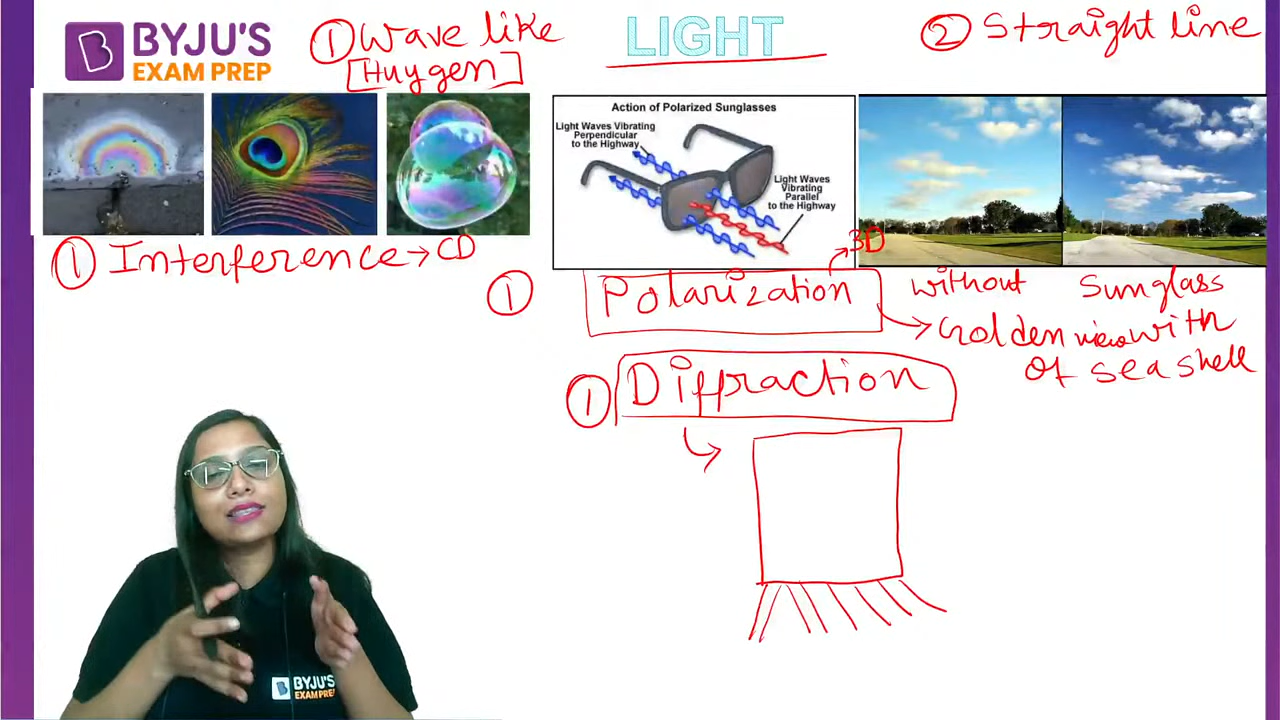 BYJU'S
EXAM PREP
① Wave like
[Huygen]
LIGHT
② Straight line
Action of Polarized Sunglasses
Light Waves Vibrating
Perpendicular
to the Highway
Light Waves
Vibrating
Parallel
to the Highway
① Interference → CD
3D
① Polarization
without
Sunglass
Golden view with
of sea shell
① Diffraction
BYJU'S
EXAM PREP